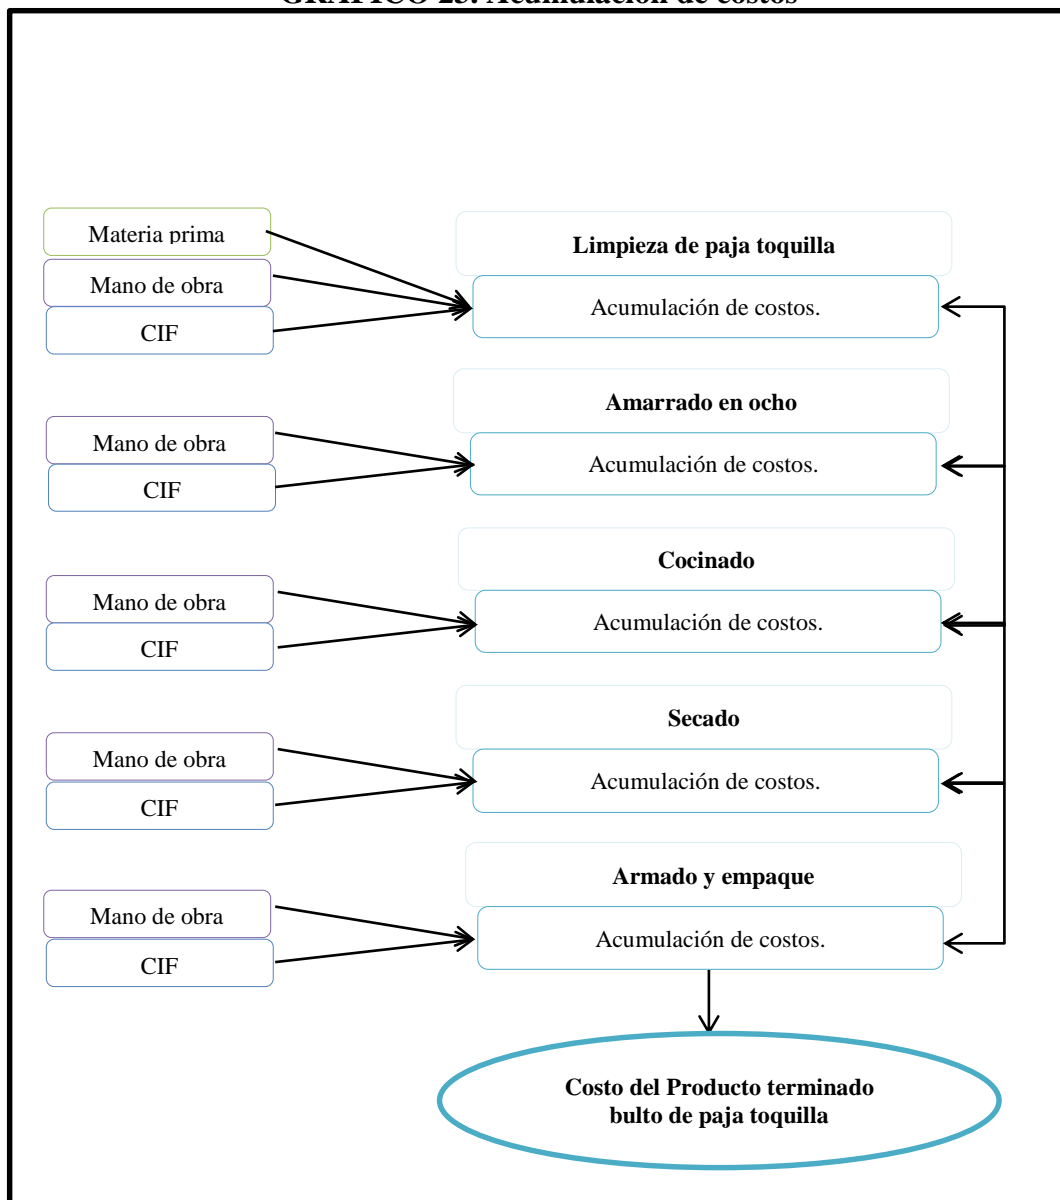 GRÁFICO 23. Acumulación de costos
Materia prima
Mano de obra
CIF
Limpieza de paja toquilla
Acumulación de costos.
Mano de obra
CIF
Amarrado en ocho
Acumulación de costos.
Mano de obra
CIF
Cocinado
Acumulación de costos.
Mano de obra
CIF
Secado
Acumulación de costos.
Mano de obra
CIF
Armado y empaque
Acumulación de costos.
Costo del Producto terminado
bulto de paja toquilla